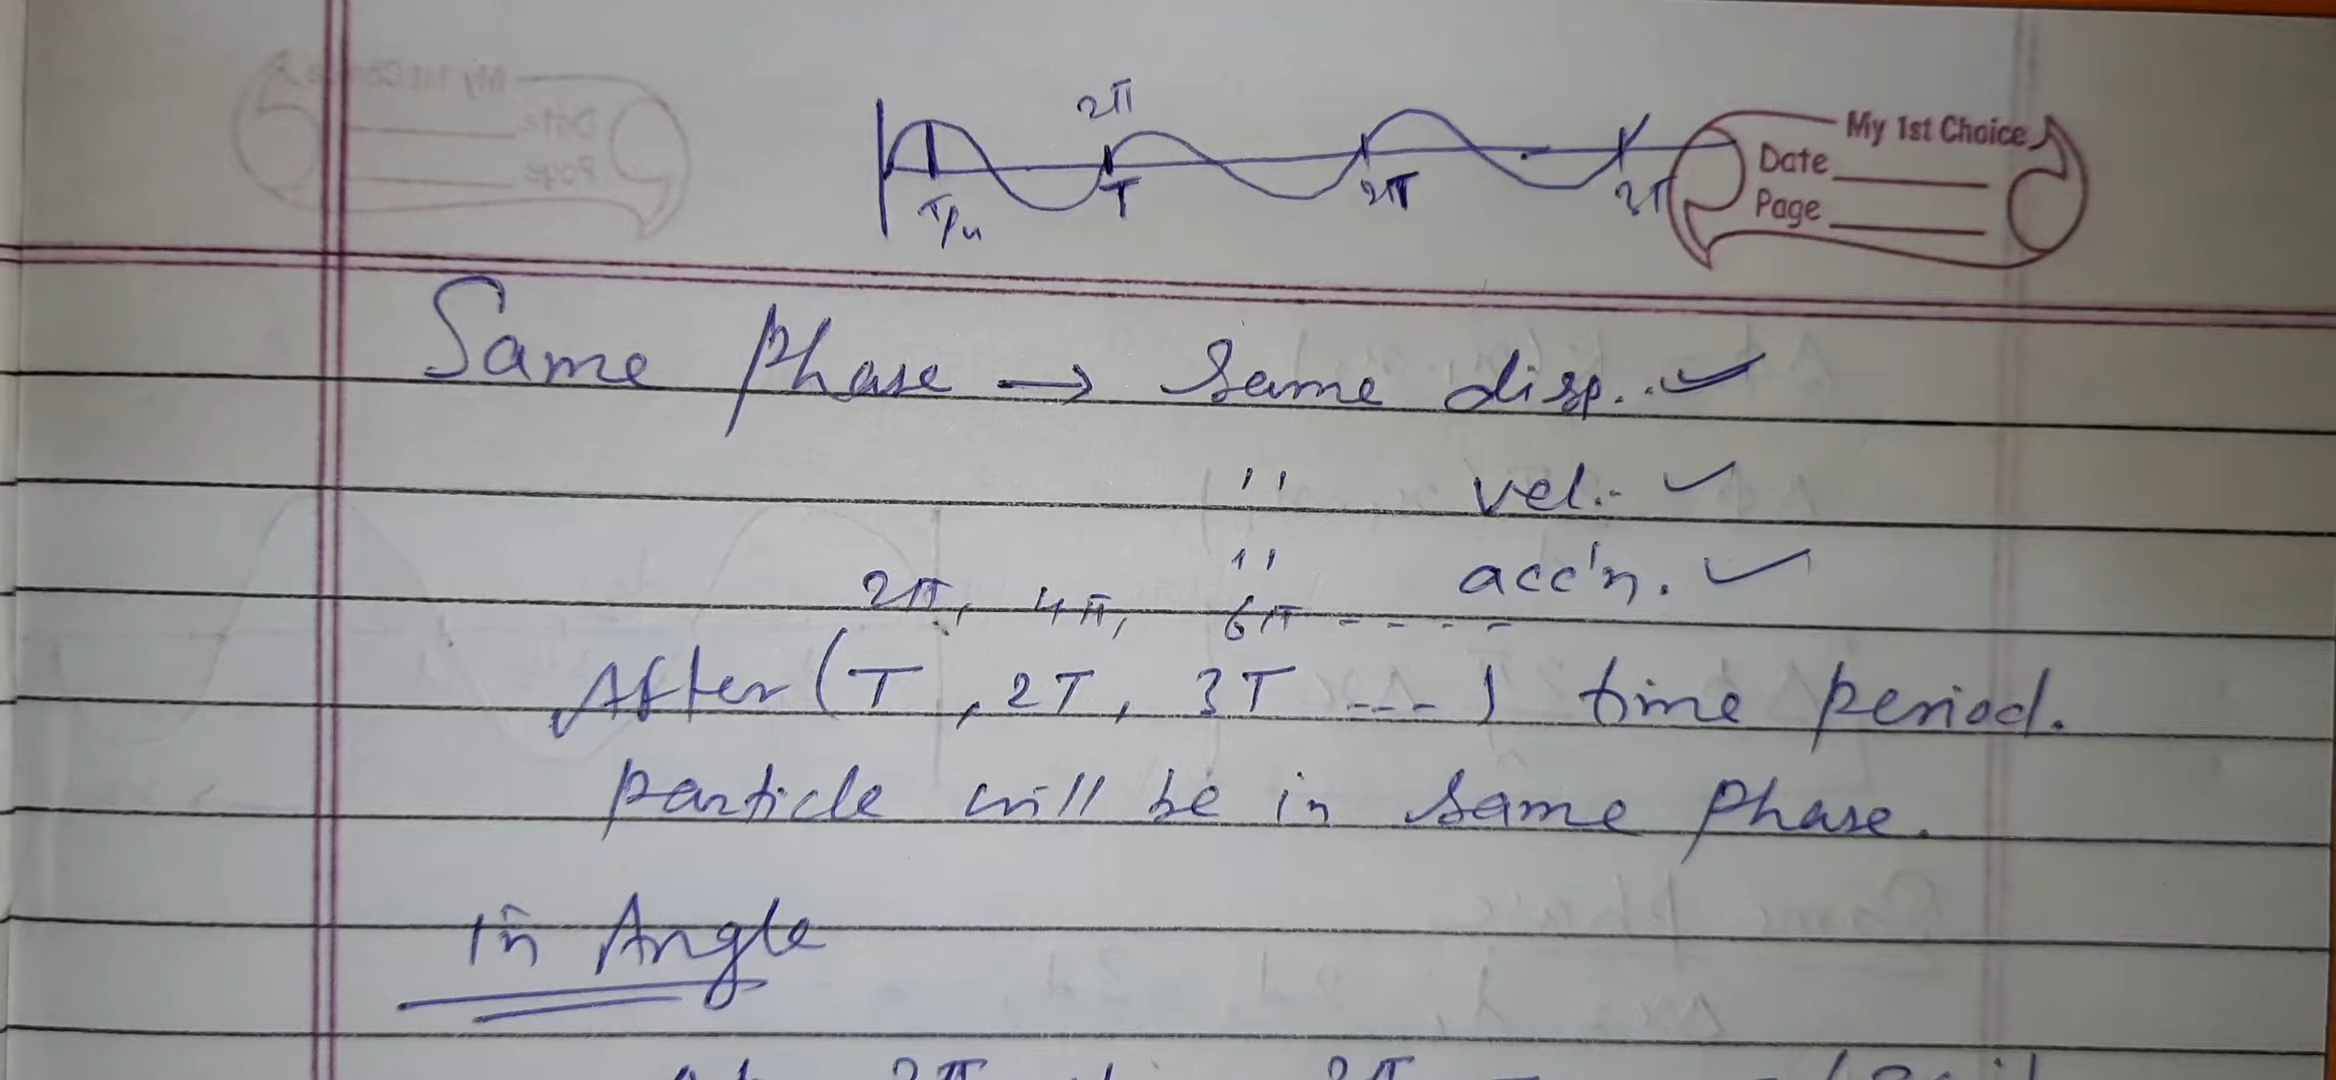 2π
My 1st Choice
Date
Page
T/4 T 2T 3T
Same Phase → Same disp. ✓
'' vel. ✓
'' acc'n. ✓
2π, 4π, 6π - - - -
After (T, 2T, 3T ---) time period.
particle will be in same phase.
in Angle